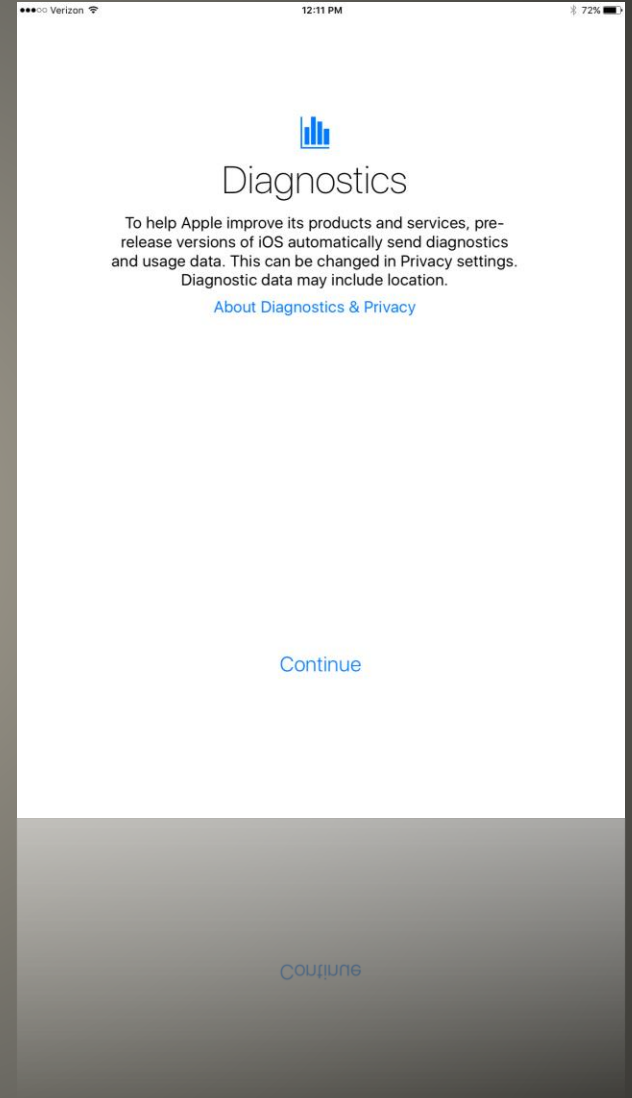 Verizon
12:11 PM
72%
Diagnostics
To help Apple improve its products and services, pre-
release versions of iOS automatically send diagnostics
and usage data. This can be changed in Privacy settings.
Diagnostic data may include location.
About Diagnostics & Privacy
Continue
Continue